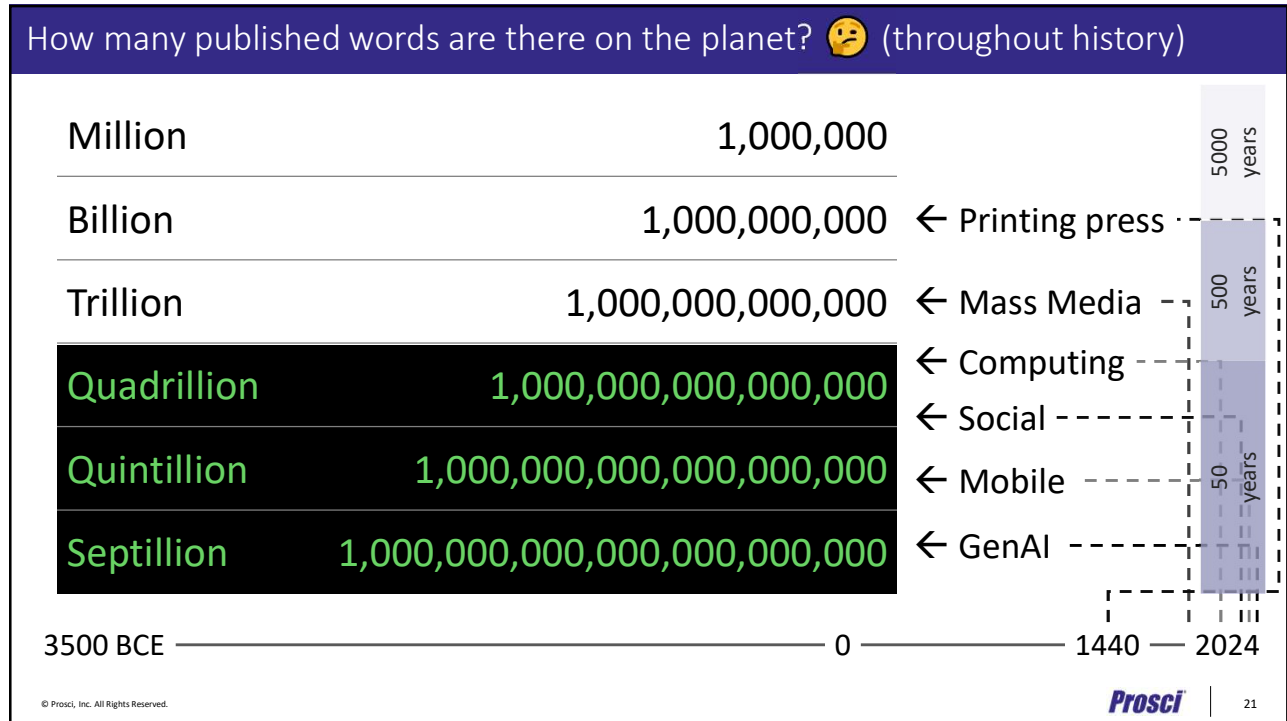 How many published words are there on the planet? 🤔 (throughout history)
Million 1,000,000
Billion 1,000,000,000 ← Printing press
Trillion 1,000,000,000,000 ← Mass Media
← Computing
Quadrillion 1,000,000,000,000,000
← Social
Quintillion 1,000,000,000,000,000,000
← Mobile
Septillion 1,000,000,000,000,000,000,000
← GenAI
5000
years
500
years
50
years
3500 BCE 0 1440 2024
© Prosci, Inc. All Rights Reserved.
Prosci
21